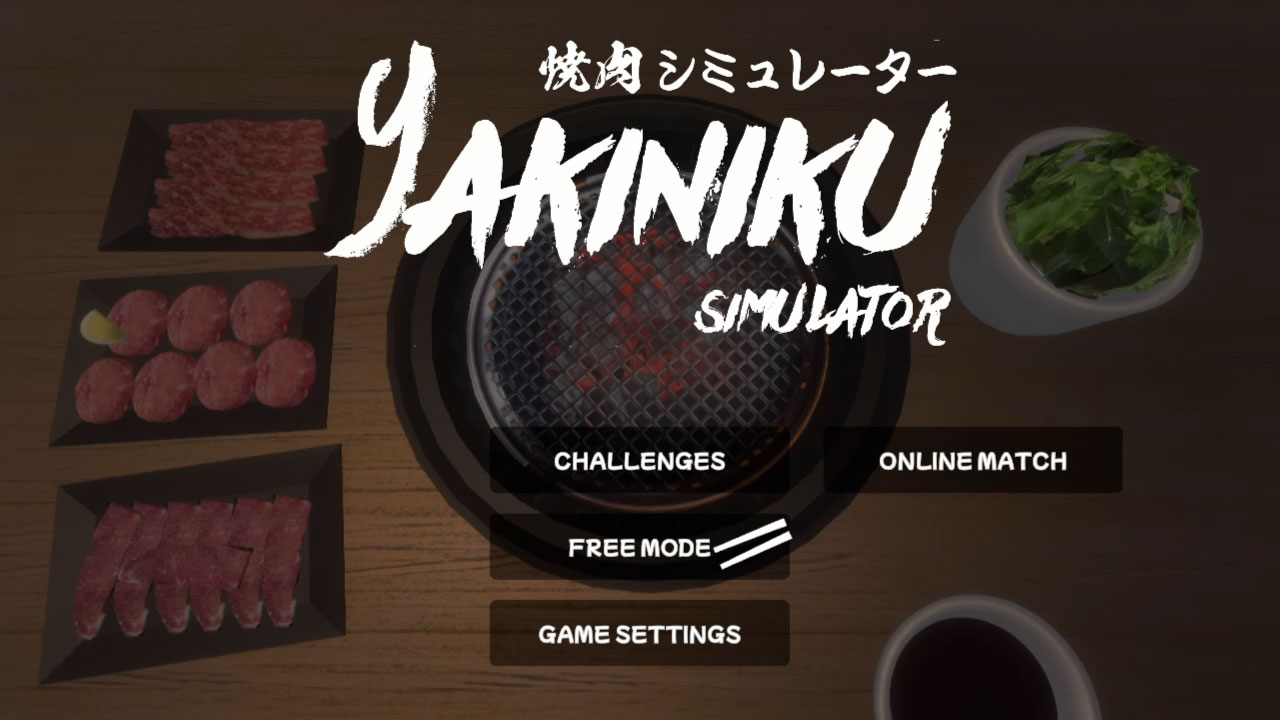 焼肉シミュレーター
YAKINIKU
SIMULATOR
CHALLENGES
ONLINE MATCH
FREE MODE
GAME SETTINGS